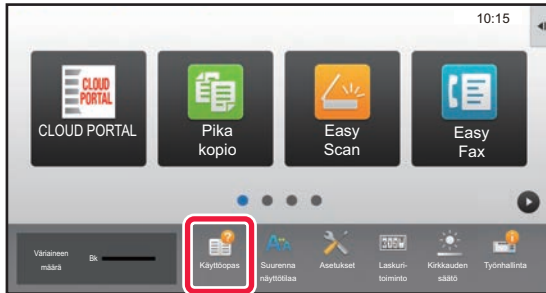 10:15
CLOUD
PORTAL
CLOUD PORTAL
Pika
kopio
Easy
Scan
Easy
Fax
Väriaineen
määrä
Bk
Käyttöopas
Suurenna
näyttötilaa
Asetukset
Laskuri-
toiminto
Kirkkauden
säätö
Työnhallinta